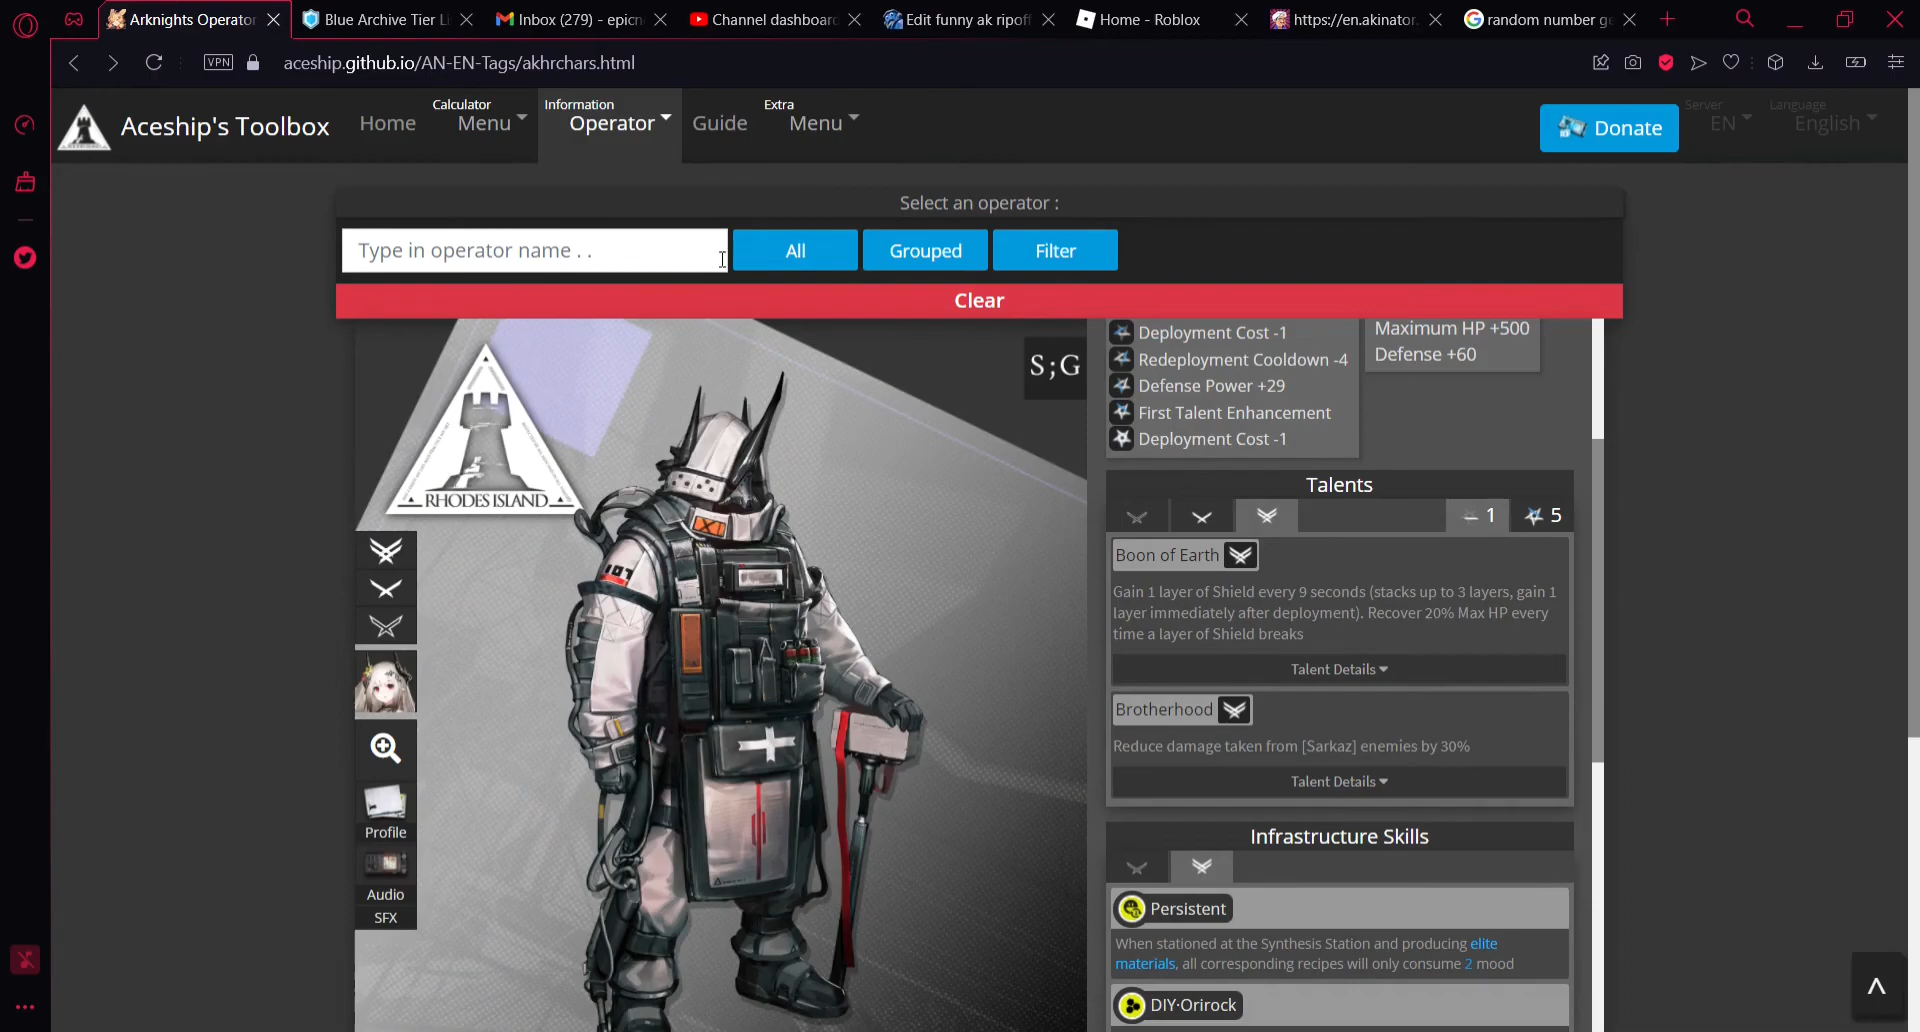 Arknights Operator
Blue Archive Tier Li
Inbox (279) - epicn
Channel dashboard
Edit funny ak ripoff
Home - Roblox
https://en.akinator.
random number ge
VPN
aceship.github.io/AN-EN-Tags/akhrchars.html
Aceship's Toolbox
Home
Calculator
Menu
Information
Operator
Guide
Extra
Menu
Donate
Server
EN
Language
English
Select an operator :
Type in operator name . .
All
Grouped
Filter
Clear
RHODES ISLAND
S;G
Profile
Audio
SFX
Deployment Cost -1
Redeployment Cooldown -4
Defense Power +29
First Talent Enhancement
Deployment Cost -1
Maximum HP +500
Defense +60
Talents
1
5
Boon of Earth
Gain 1 layer of Shield every 9 seconds (stacks up to 3 layers, gain 1
layer immediately after deployment). Recover 20% Max HP every
time a layer of Shield breaks
Talent Details
Brotherhood
Reduce damage taken from [Sarkaz] enemies by 30%
Talent Details
Infrastructure Skills
Persistent
When stationed at the Synthesis Station and producing elite
materials, all corresponding recipes will only consume 2 mood
DIY·Orirock